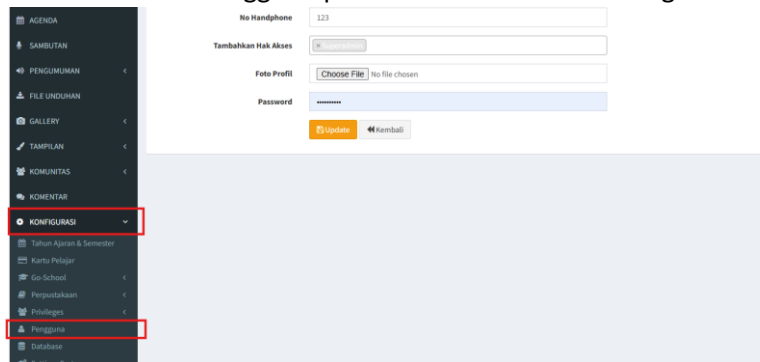 AGENDA
SAMBUTAN
PENGUMUMAN
FILE UNDUHAN
GALLERY
TAMPILAN
KOMUNITAS
KOMENTAR
KONFIGURASI
Tahun Ajaran & Semester
Kartu Pelajar
Go-School
Perpustakaan
Privileges
Pengguna
Database
No Handphone 123
Tambahkan Hak Akses × Superadmin
Foto Profil Choose File No file chosen
Password ••••••••••
Update Kembali